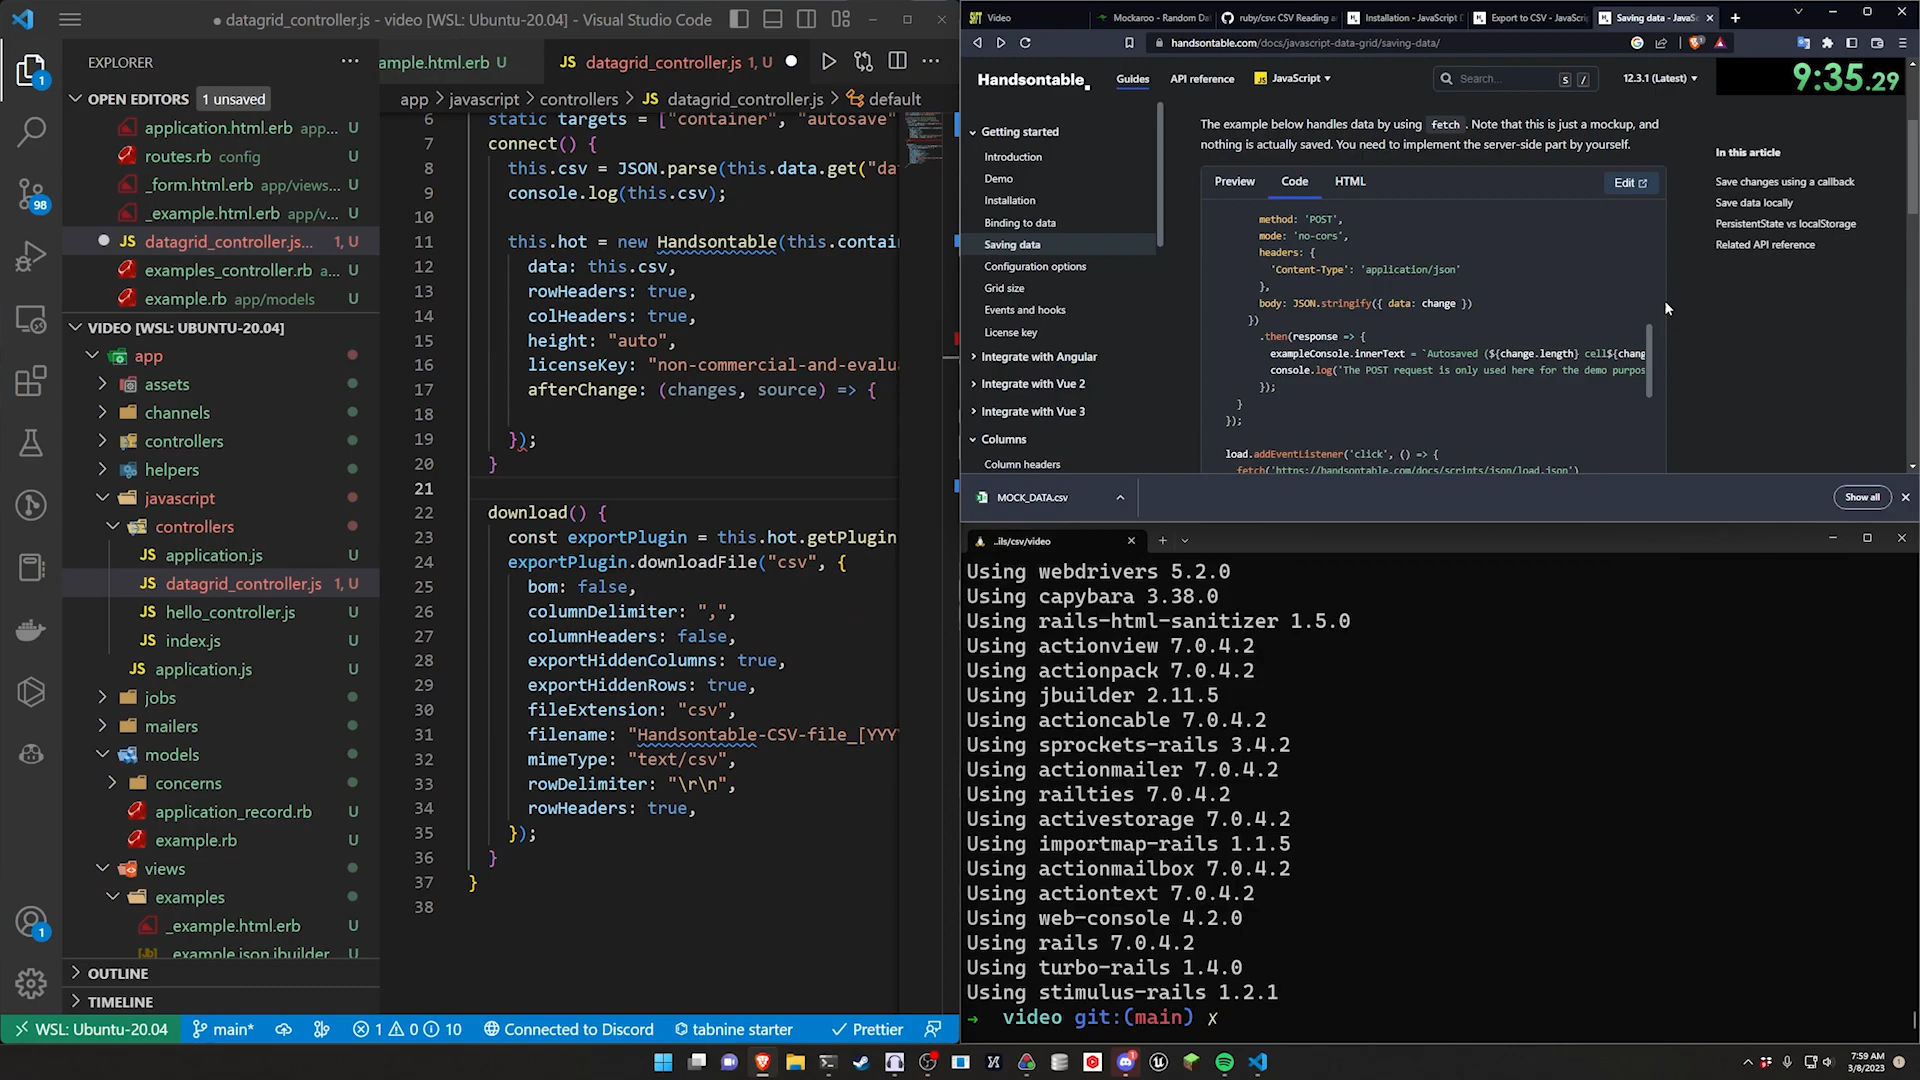 datagrid_controller.js - video [WSL: Ubuntu-20.04] - Visual Studio Code
EXPLORER
OPEN EDITORS 1 unsaved
application.html.erb app... U
routes.rb config U
_form.html.erb app/views... U
_example.html.erb app/v... U
JS datagrid_controller.js... 1, U
examples_controller.rb a... U
example.rb app/models U
VIDEO [WSL: UBUNTU-20.04]
app
assets
channels
controllers
helpers
javascript
controllers
JS application.js U
JS datagrid_controller.js 1, U
JS hello_controller.js U
JS index.js U
JS application.js U
jobs
mailers
models
concerns
application_record.rb U
example.rb U
views
examples
_example.html.erb U
example.json.jbuilder U
OUTLINE
TIMELINE
1
98
1
ample.html.erb U
JS datagrid_controller.js 1, U
app > javascript > controllers > JS datagrid_controller.js > default
6 static targets = ["container", "autosave"
7 connect() {
8 this.csv = JSON.parse(this.data.get("da
9 console.log(this.csv);
10
11 this.hot = new Handsontable(this.contai
12 data: this.csv,
13 rowHeaders: true,
14 colHeaders: true,
15 height: "auto",
16 licenseKey: "non-commercial-and-evalu
17 afterChange: (changes, source) => {
18
19 });
20 }
21
22 download() {
23 const exportPlugin = this.hot.getPlugin
24 exportPlugin.downloadFile("csv", {
25 bom: false,
26 columnDelimiter: ",",
27 columnHeaders: false,
28 exportHiddenColumns: true,
29 exportHiddenRows: true,
30 fileExtension: "csv",
31 filename: "Handsontable-CSV-file_[YYYY
32 mimeType: "text/csv",
33 rowDelimiter: "\r\n",
34 rowHeaders: true,
35 });
36 }
37 }
38
WSL: Ubuntu-20.04 main* 1 0 10 Connected to Discord tabnine starter Prettier
Video
Mockaroo - Random Dat
ruby/csv: CSV Reading an
Installation - JavaScript D
Export to CSV - JavaScrip
Saving data - JavaS
handsontable.com/docs/javascript-data-grid/saving-data/
Handsontable.
Guides API reference JS JavaScript Search... S / 12.3.1 (Latest)
9:35.29
Getting started
Introduction
Demo
Installation
Binding to data
Saving data
Configuration options
Grid size
Events and hooks
License key
Integrate with Angular
Integrate with Vue 2
Integrate with Vue 3
Columns
Column headers
The example below handles data by using fetch. Note that this is just a mockup, and
nothing is actually saved. You need to implement the server-side part by yourself.
Preview Code HTML Edit
method: 'POST',
mode: 'no-cors',
headers: {
'Content-Type': 'application/json'
},
body: JSON.stringify({ data: change })
})
.then(response => {
exampleConsole.innerText = `Autosaved (${change.length} cell${chang
console.log('The POST request is only used here for the demo purpos
});
}
});
load.addEventListener('click', () => {
fetch('https://handsontable.com/docs/scripts/json/load.json')
In this article
Save changes using a callback
Save data locally
PersistentState vs localStorage
Related API reference
MOCK_DATA.csv
Show all
..ils/csv/video
Using webdrivers 5.2.0
Using capybara 3.38.0
Using rails-html-sanitizer 1.5.0
Using actionview 7.0.4.2
Using actionpack 7.0.4.2
Using jbuilder 2.11.5
Using actioncable 7.0.4.2
Using sprockets-rails 3.4.2
Using actionmailer 7.0.4.2
Using railties 7.0.4.2
Using activestorage 7.0.4.2
Using importmap-rails 1.1.5
Using actionmailbox 7.0.4.2
Using actiontext 7.0.4.2
Using web-console 4.2.0
Using rails 7.0.4.2
Using turbo-rails 1.4.0
Using stimulus-rails 1.2.1
→ video git:(main) ✗
7:59 AM
3/8/2023